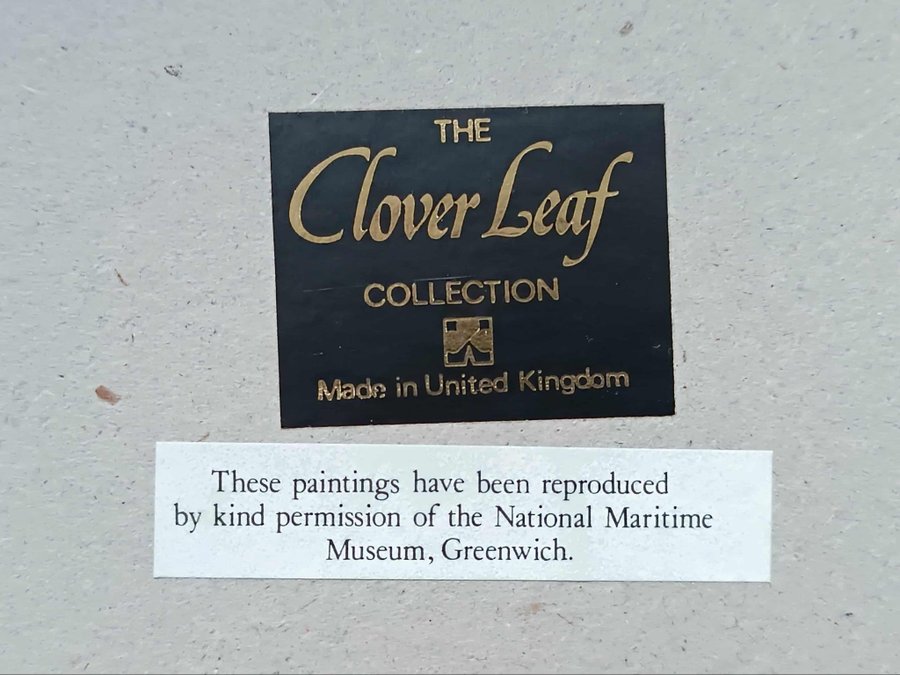 THE
Clover Leaf
COLLECTION
Made in United Kingdom
These paintings have been reproduced
by kind permission of the National Maritime
Museum, Greenwich.